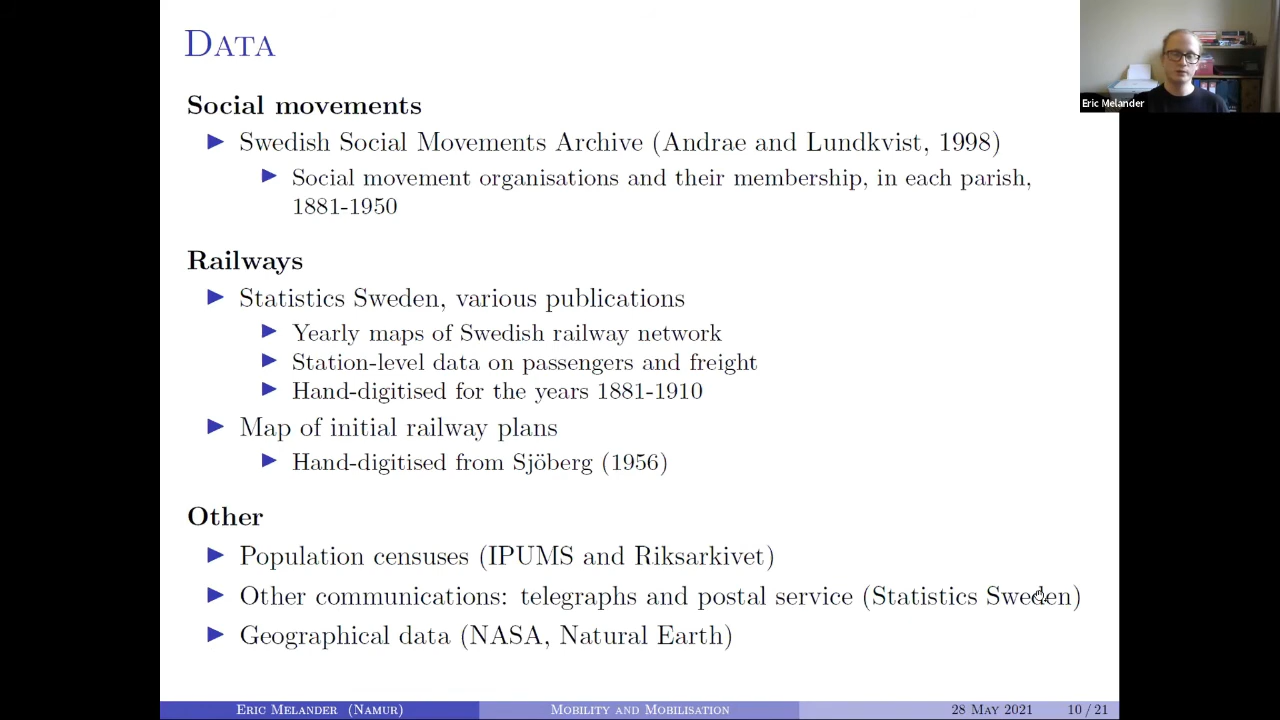 Data
Social movements
Swedish Social Movements Archive (Andrae and Lundkvist, 1998)
Social movement organisations and their membership, in each parish,
1881-1950
Railways
Statistics Sweden, various publications
Yearly maps of Swedish railway network
Station-level data on passengers and freight
Hand-digitised for the years 1881-1910
Map of initial railway plans
Hand-digitised from Sjöberg (1956)
Other
Population censuses (IPUMS and Riksarkivet)
Other communications: telegraphs and postal service (Statistics Sweden)
Geographical data (NASA, Natural Earth)
Eric Melander (Namur) Mobility and Mobilisation 28 May 2021 10 / 21
Eric Melander